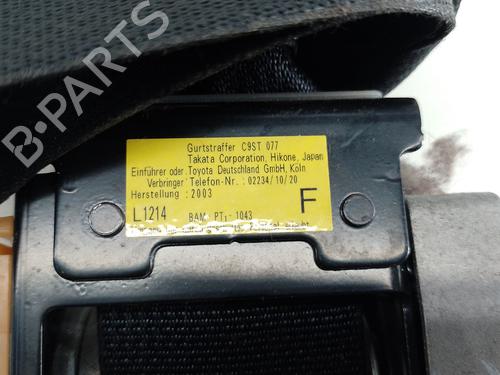 Gurtstraffer C9ST 077
Takata Corporation, Hikone, Japan
Einführer oder Toyota Deutschland GmbH, Köln
Verbringer Telefon-Nr. : 02234/10/20
Herstellung : 2003
L1214 BAM PT₁- 1043 F
B-PARTS